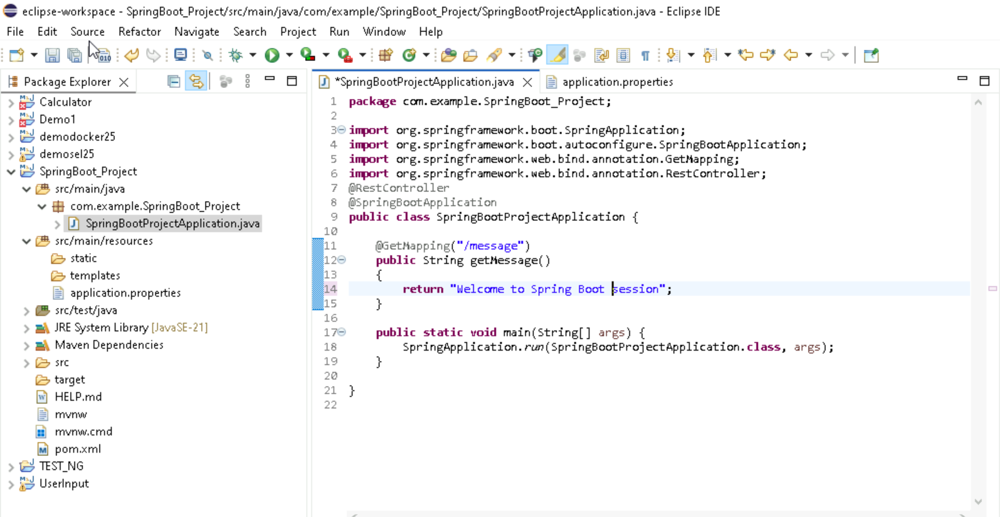 eclipse-workspace - SpringBoot_Project/src/main/java/com/example/SpringBoot_Project/SpringBootProjectApplication.java - Eclipse IDE
File Edit Source Refactor Navigate Search Project Run Window Help
Package Explorer
Calculator
Demo1
demodocker25
demosel25
SpringBoot_Project
src/main/java
com.example.SpringBoot_Project
SpringBootProjectApplication.java
src/main/resources
static
templates
application.properties
src/test/java
JRE System Library [JavaSE-21]
Maven Dependencies
src
target
HELP.md
mvnw
mvnw.cmd
pom.xml
TEST_NG
UserInput
*SpringBootProjectApplication.java application.properties
1 package com.example.SpringBoot_Project;
2
3 import org.springframework.boot.SpringApplication;
4 import org.springframework.boot.autoconfigure.SpringBootApplication;
5 import org.springframework.web.bind.annotation.GetMapping;
6 import org.springframework.web.bind.annotation.RestController;
7 @RestController
8 @SpringBootApplication
9 public class SpringBootProjectApplication {
10
11 @GetMapping("/message")
12 public String getMessage()
13 {
14 return "Welcome to Spring Boot session";
15 }
16
17 public static void main(String[] args) {
18 SpringApplication.run(SpringBootProjectApplication.class, args);
19 }
20
21 }
22